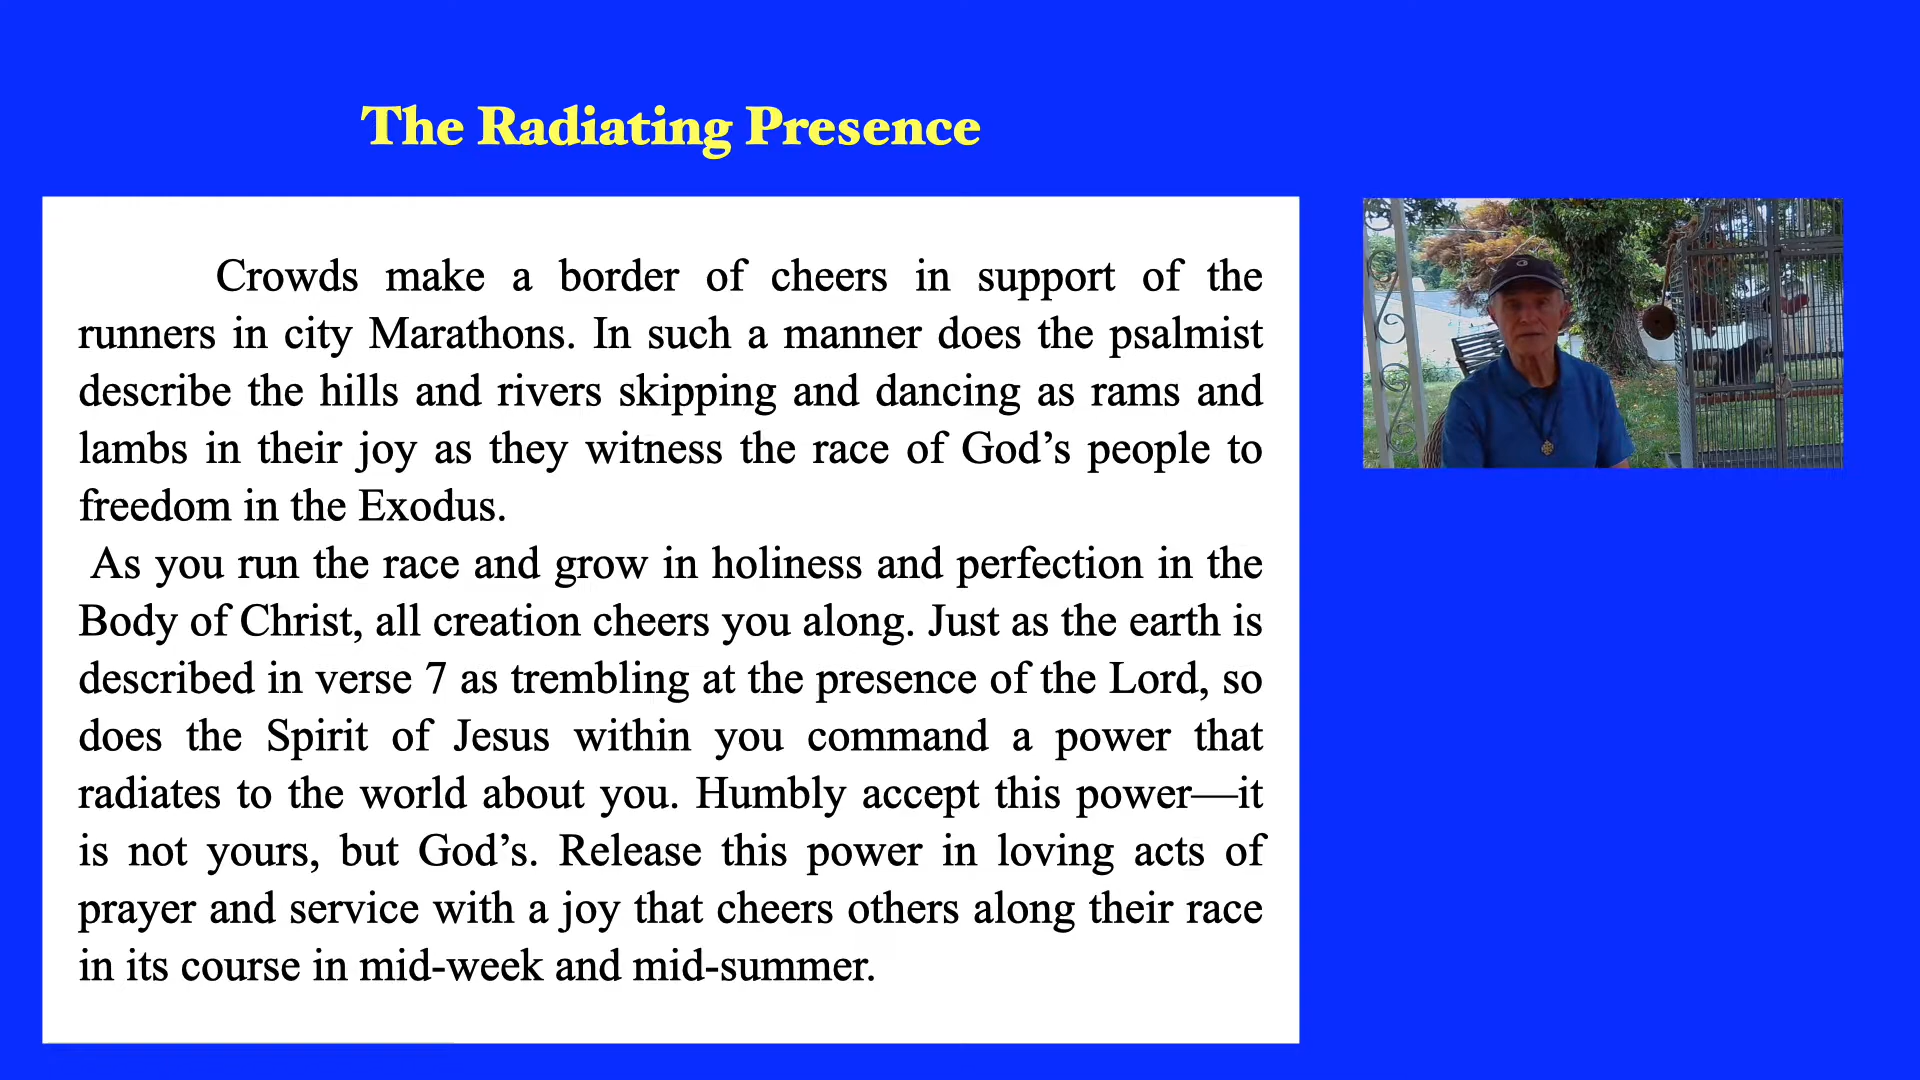 The Radiating Presence
Crowds make a border of cheers in support of the
runners in city Marathons. In such a manner does the psalmist
describe the hills and rivers skipping and dancing as rams and
lambs in their joy as they witness the race of God’s people to
freedom in the Exodus.
As you run the race and grow in holiness and perfection in the
Body of Christ, all creation cheers you along. Just as the earth is
described in verse 7 as trembling at the presence of the Lord, so
does the Spirit of Jesus within you command a power that
radiates to the world about you. Humbly accept this power—it
is not yours, but God’s. Release this power in loving acts of
prayer and service with a joy that cheers others along their race
in its course in mid-week and mid-summer.